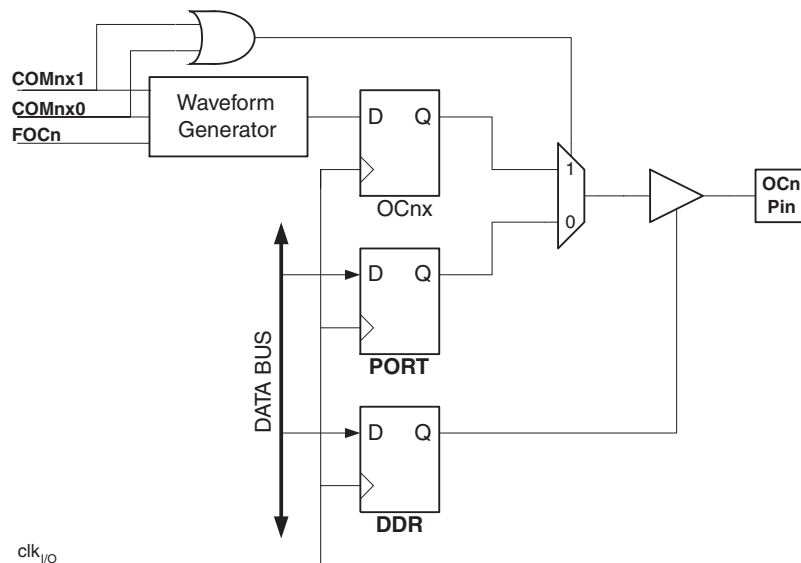 COMnx1
COMnx0
FOCn
Waveform
Generator
D Q
OCnx
1
0
OCn
Pin
D Q
PORT
D Q
DDR
DATA BUS
clkI/O